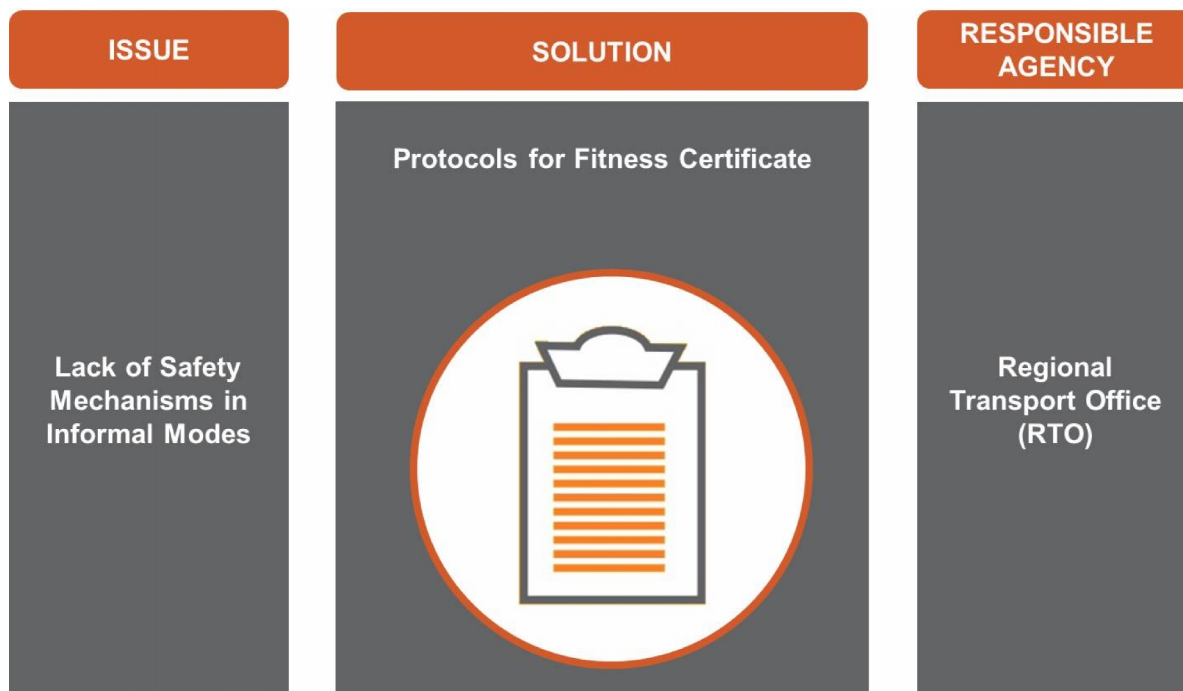 ISSUE
SOLUTION
RESPONSIBLE
AGENCY
Lack of Safety
Mechanisms in
Informal Modes
Protocols for Fitness Certificate
Regional
Transport Office
(RTO)